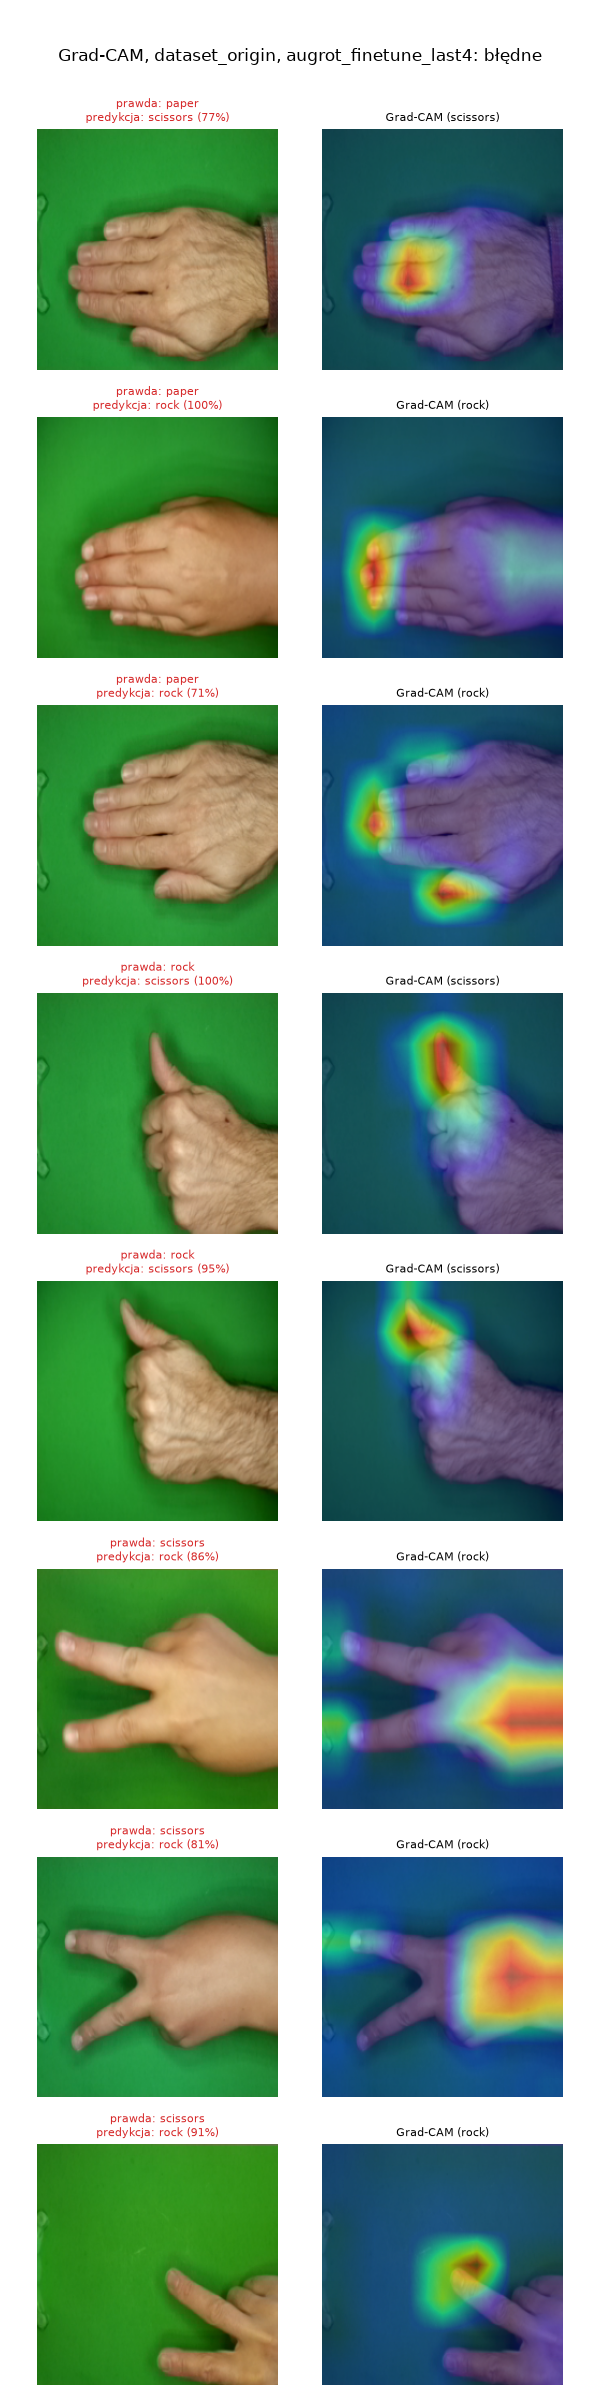 Grad-CAM, dataset_origin, augrot_finetune_last4: błędne
prawda: paper
predykcja: scissors (77%)
Grad-CAM (scissors)
prawda: paper
predykcja: rock (100%)
Grad-CAM (rock)
prawda: paper
predykcja: rock (71%)
Grad-CAM (rock)
prawda: rock
predykcja: scissors (100%)
Grad-CAM (scissors)
prawda: rock
predykcja: scissors (95%)
Grad-CAM (scissors)
prawda: scissors
predykcja: rock (86%)
Grad-CAM (rock)
prawda: scissors
predykcja: rock (81%)
Grad-CAM (rock)
prawda: scissors
predykcja: rock (91%)
Grad-CAM (rock)